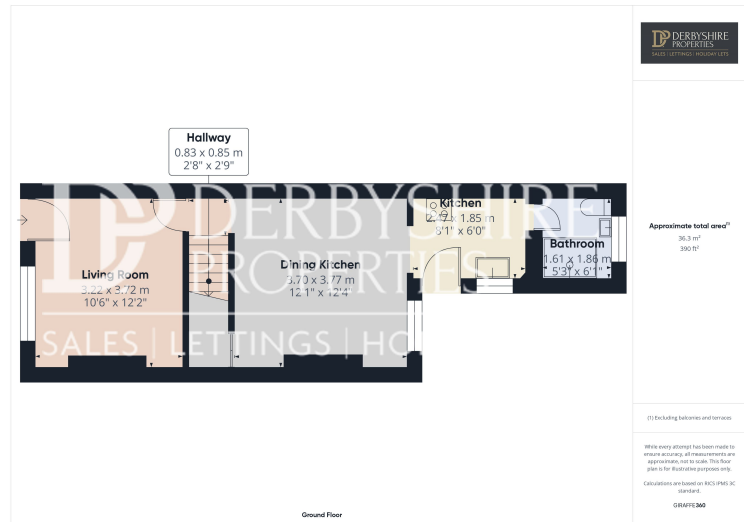 DERBYSHIRE
PROPERTIES
SALES | LETTINGS | HOLIDAY LETS
Hallway
0.83 x 0.85 m
2'8" x 2'9"
DERBYSHIRE
PROPERTIES
SALES | LETTINGS |
Living Room
3.22 x 3.72 m
10'6" x 12'2"
Dining Kitchen
3.70 x 3.77 m
12'1" x 12'4"
Kitchen
x 1.85 m
x 6'0"
Bathroom
1.61 x 1.86 m
5'3" x 6'1"
Approximate total area(1)
36.3 m²
390 ft²
(1) Excluding balconies and terraces
While every attempt has been made to
ensure accuracy, all measurements are
approximate, not to scale. This floor
plan is for illustrative purposes only.
Calculations are based on RICS IPMS 3C
standard.
GIRAFFE360
Ground Floor